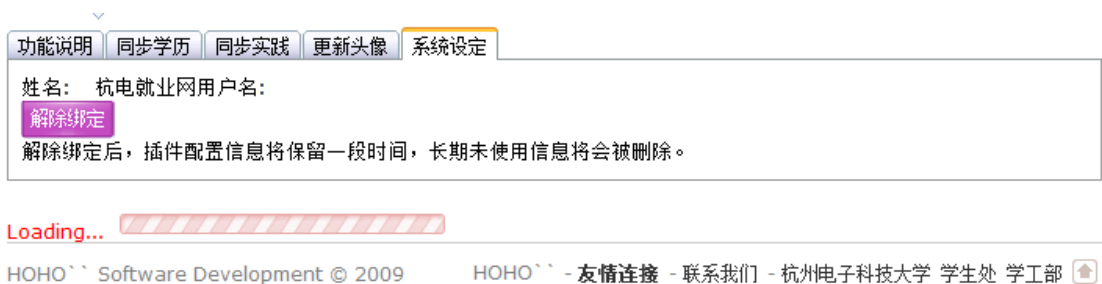 功能说明 同步学历 同步实践 更新头像 系统设定
姓名: 杭电就业网用户名:
解除绑定
解除绑定后，插件配置信息将保留一段时间，长期未使用信息将会被删除。
Loading...
HOHO`` Software Development © 2009 HOHO`` - 友情连接 - 联系我们 - 杭州电子科技大学 学生处 学工部